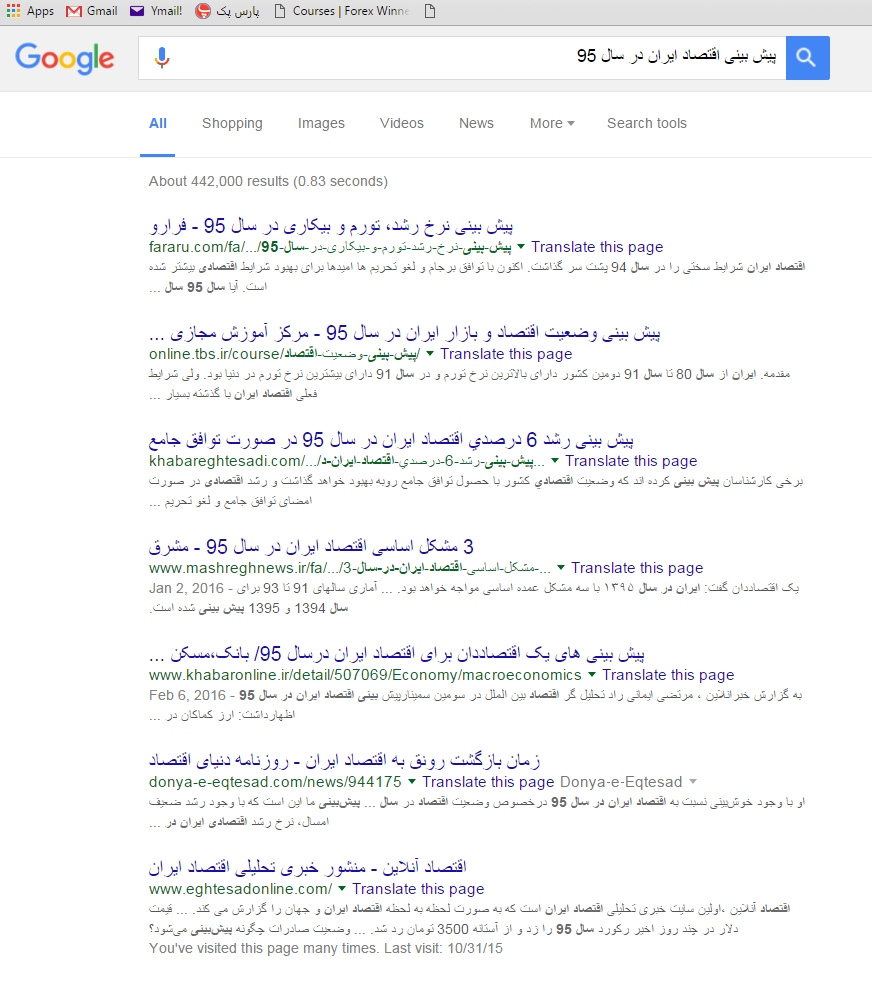 Apps Gmail Ymail! پارس پک Courses | Forex Winne
Google پیش بینی اقتصاد ایران در سال 95
All Shopping Images Videos News More Search tools
About 442,000 results (0.83 seconds)
پیش بینی نرخ رشد، تورم و بیکاری در سال 95 - فرارو
fararu.com/fa/.../پیش-بینی-نرخ-رشد-تورم-و-بیکاری-در-سال-95 Translate this page
اقتصاد ایران شرایط سختی را در سال 94 پشت سر گذاشت. اکنون با توافق برجام و لغو تحریم ها امیدها برای بهبود شرایط اقتصادی بیشتر شده
است. آیا سال 95 سال ...
پیش بینی وضعیت اقتصاد و بازار ایران در سال 95 - مرکز آموزش مجازی ...
online.tbs.ir/course/پیش-بینی-وضعیت-اقتصاد/ Translate this page
مقدمه. ایران از سال 80 تا سال 91 دومین کشور دارای بالاترین نرخ تورم و در سال 91 دارای بیشترین نرخ تورم در دنیا بود. ولی شرایط
فعلی اقتصاد ایران با گذشته بسیار ...
پیش بینی رشد 6 درصدي اقتصاد ایران در سال 95 در صورت توافق جامع
khabareghtesadi.com/.../پیش-بینی-رشد-6-درصدي-اقتصاد-ایران-د... Translate this page
برخی کارشناسان پیش بینی کرده اند که وضعیت اقتصادي کشور با حصول توافق جامع روبه بهبود خواهد گذاشت و رشد اقتصادی در صورت
امضای توافق جامع و لغو تحریم ...
3 مشکل اساسی اقتصاد ایران در سال 95 - مشرق
www.mashreghnews.ir/fa/.../3-مشکل-اساسی-اقتصاد-ایران-در-سال-... Translate this page
Jan 2, 2016 - یک اقتصاددان گفت: ایران در سال ۱۳۹۵ با سه مشکل عمده اساسی مواجه خواهد بود. ... آماری سالهای 91 تا 93 برای
سال 1394 و 1395 پیش بینی شده است.
پیش بینی های یک اقتصاددان برای اقتصاد ایران درسال 95/ بانک،مسکن ...
www.khabaronline.ir/detail/507069/Economy/macroeconomics Translate this page
Feb 6, 2016 - به گزارش خبرانلاین ، مرتضی ایمانی راد تحلیل گر اقتصاد بین الملل در سومین سمینارپیش بینی اقتصاد ایران در سال 95
اظهارداشت: ارز کماکان در ...
زمان بازگشت رونق به اقتصاد ایران - روزنامه دنیای اقتصاد
donya-e-eqtesad.com/news/944175 Translate this page Donya-e-Eqtesad
او با وجود خوش‌بینی نسبت به اقتصاد ایران در سال 95 درخصوص وضعیت اقتصاد در سال ... پیش‌بینی ما این است که با وجود رشد ضعیف
امسال، نرخ رشد اقتصادی ایران در ...
اقتصاد آنلاین - منشور خبری تحلیلی اقتصاد ایران
www.eghtesadonline.com/ Translate this page
اقتصاد آنلاین ،اولین سایت خبری تحلیلی اقتصاد ایران است که به صورت لحظه به لحظه اقتصاد ایران و جهان را گزارش می کند. ... قیمت
دلار در چند روز اخیر رکورد سال 95 را زد و از آستانه 3500 تومان رد شد. ... وضعیت صادرات چگونه پیش‌بینی می‌شود؟
You've visited this page many times. Last visit: 10/31/15